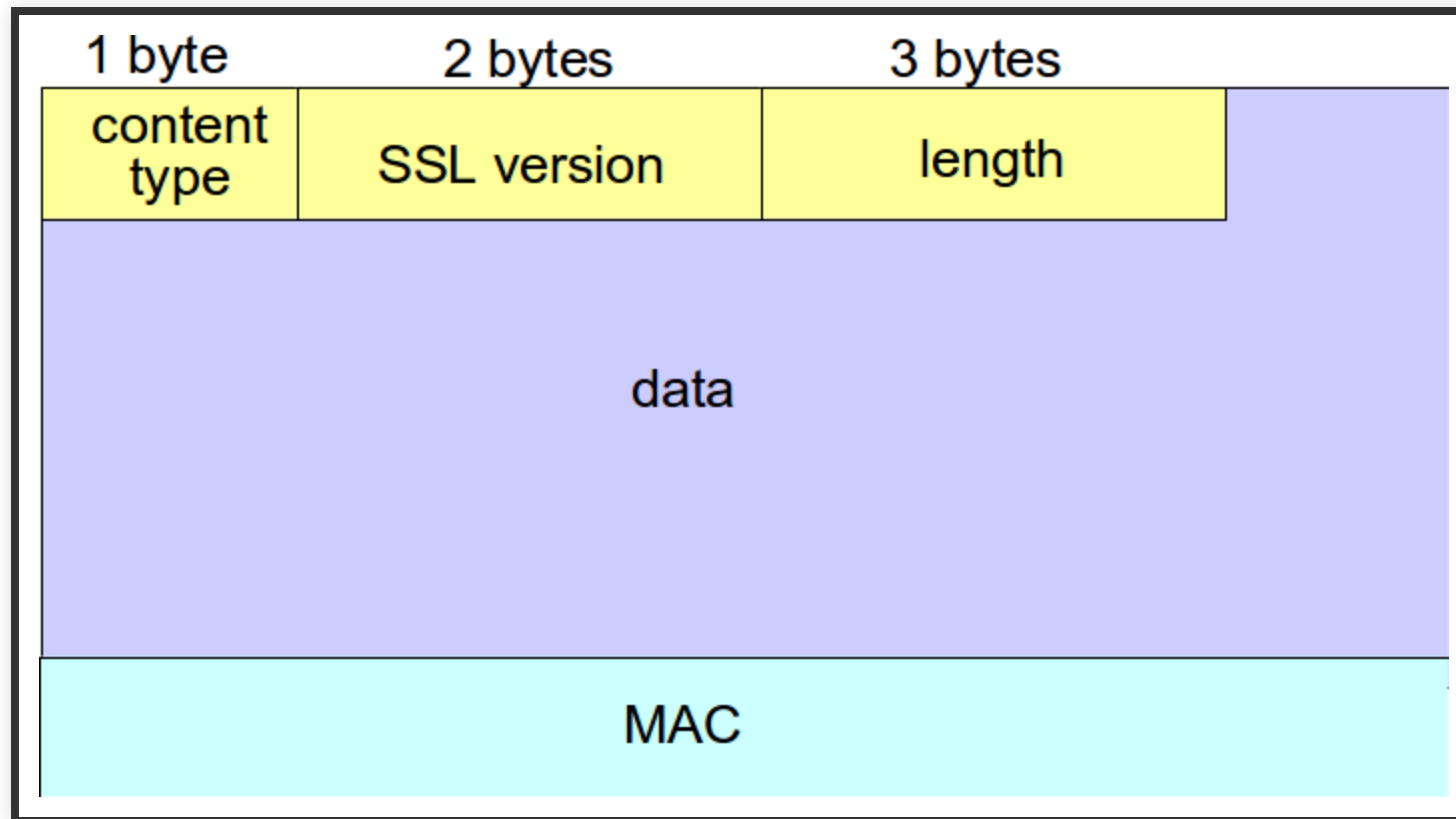 1 byte 2 bytes 3 bytes
content
type
SSL version
length
data
MAC